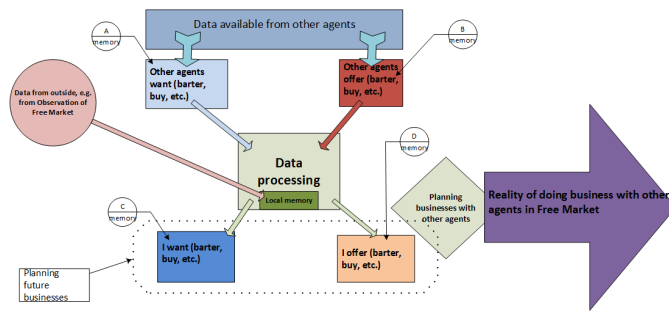 A
memory
Data available from other agents
B
memory
Other agents
want (barter,
buy, etc.)
Other agents
offer (barter,
buy, etc.)
Data from outside, e.g.
from Observation of
Free Market
D
memory
Data
processing
Local memory
Planning
businesses with
other agents
Reality of doing business with other
agents in Free Market
C
memory
I want (barter,
buy, etc.)
I offer (barter,
buy, etc.)
Planning
future
businesses